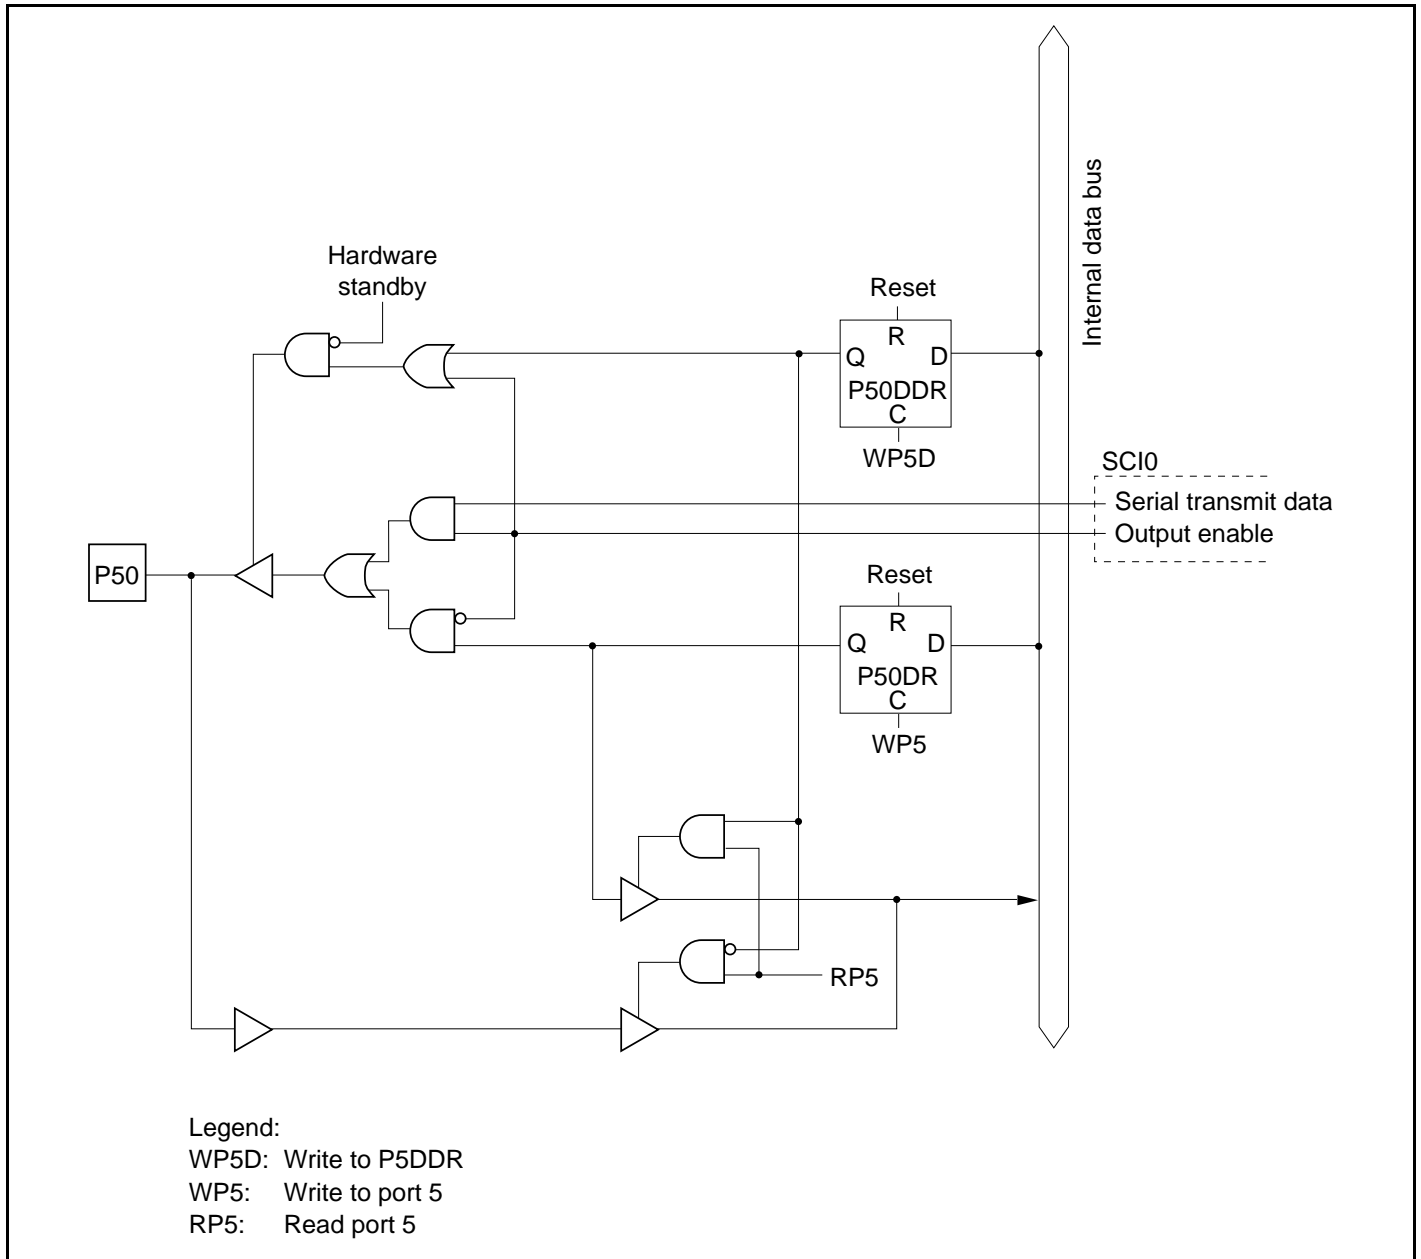 Internal data bus
Hardware
standby
Reset
R
Q D
P50DDR
C
WP5D
SCI0
Serial transmit data
Output enable
P50
Reset
R
Q D
P50DR
C
WP5
RP5
Legend:
WP5D: Write to P5DDR
WP5: Write to port 5
RP5: Read port 5